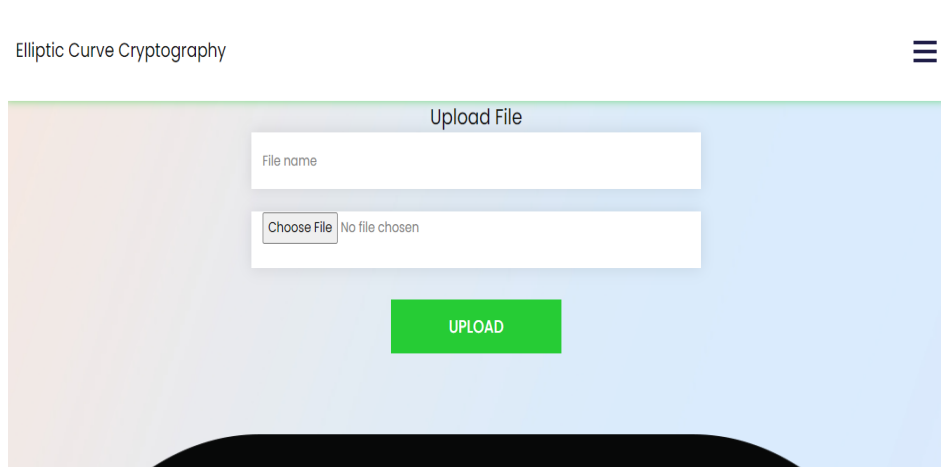 Elliptic Curve Cryptography
Upload File
File name
Choose File No file chosen
UPLOAD